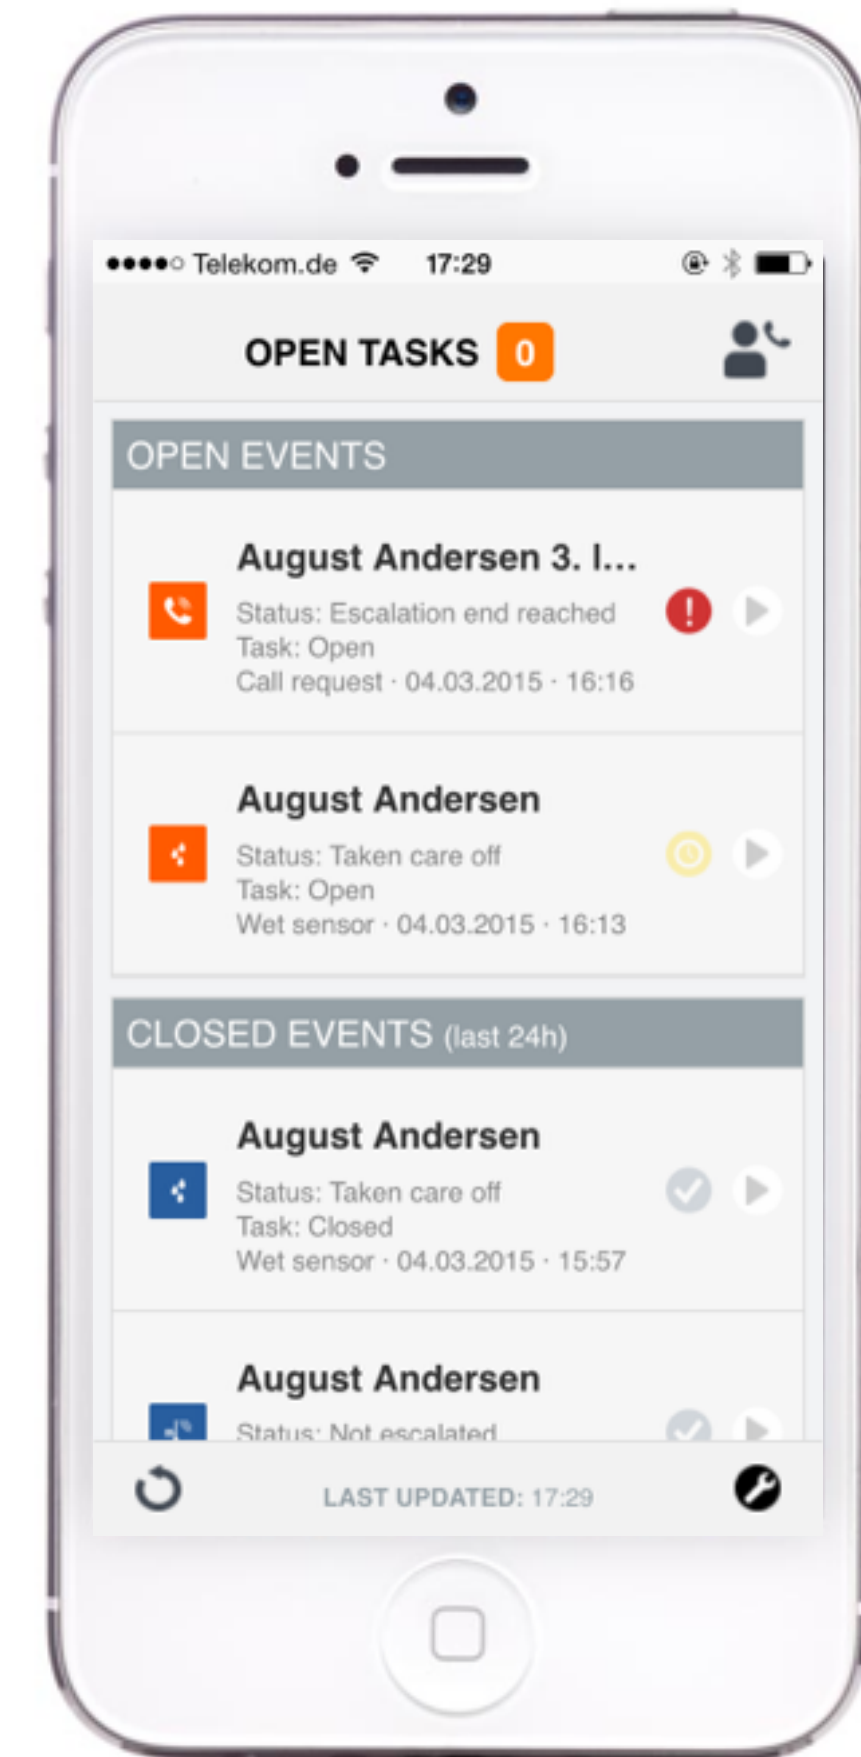 Telekom.de 17:29
OPEN TASKS 0
OPEN EVENTS
August Andersen 3. l...
Status: Escalation end reached
Task: Open
Call request · 04.03.2015 · 16:16
August Andersen
Status: Taken care off
Task: Open
Wet sensor · 04.03.2015 · 16:13
CLOSED EVENTS (last 24h)
August Andersen
Status: Taken care off
Task: Closed
Wet sensor · 04.03.2015 · 15:57
August Andersen
Status: Not escalated
LAST UPDATED: 17:29